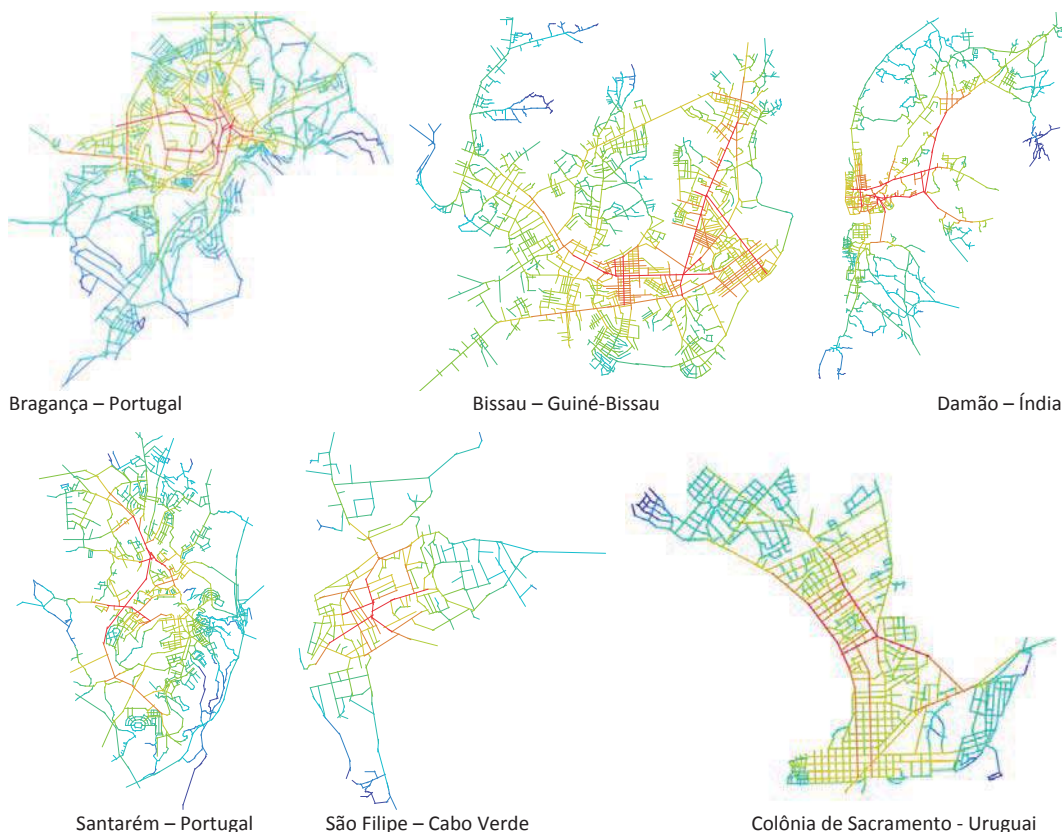 Bragança – Portugal
Bissau – Guiné-Bissau
Damão – Índia
Santarém – Portugal
São Filipe – Cabo Verde
Colônia de Sacramento - Uruguai